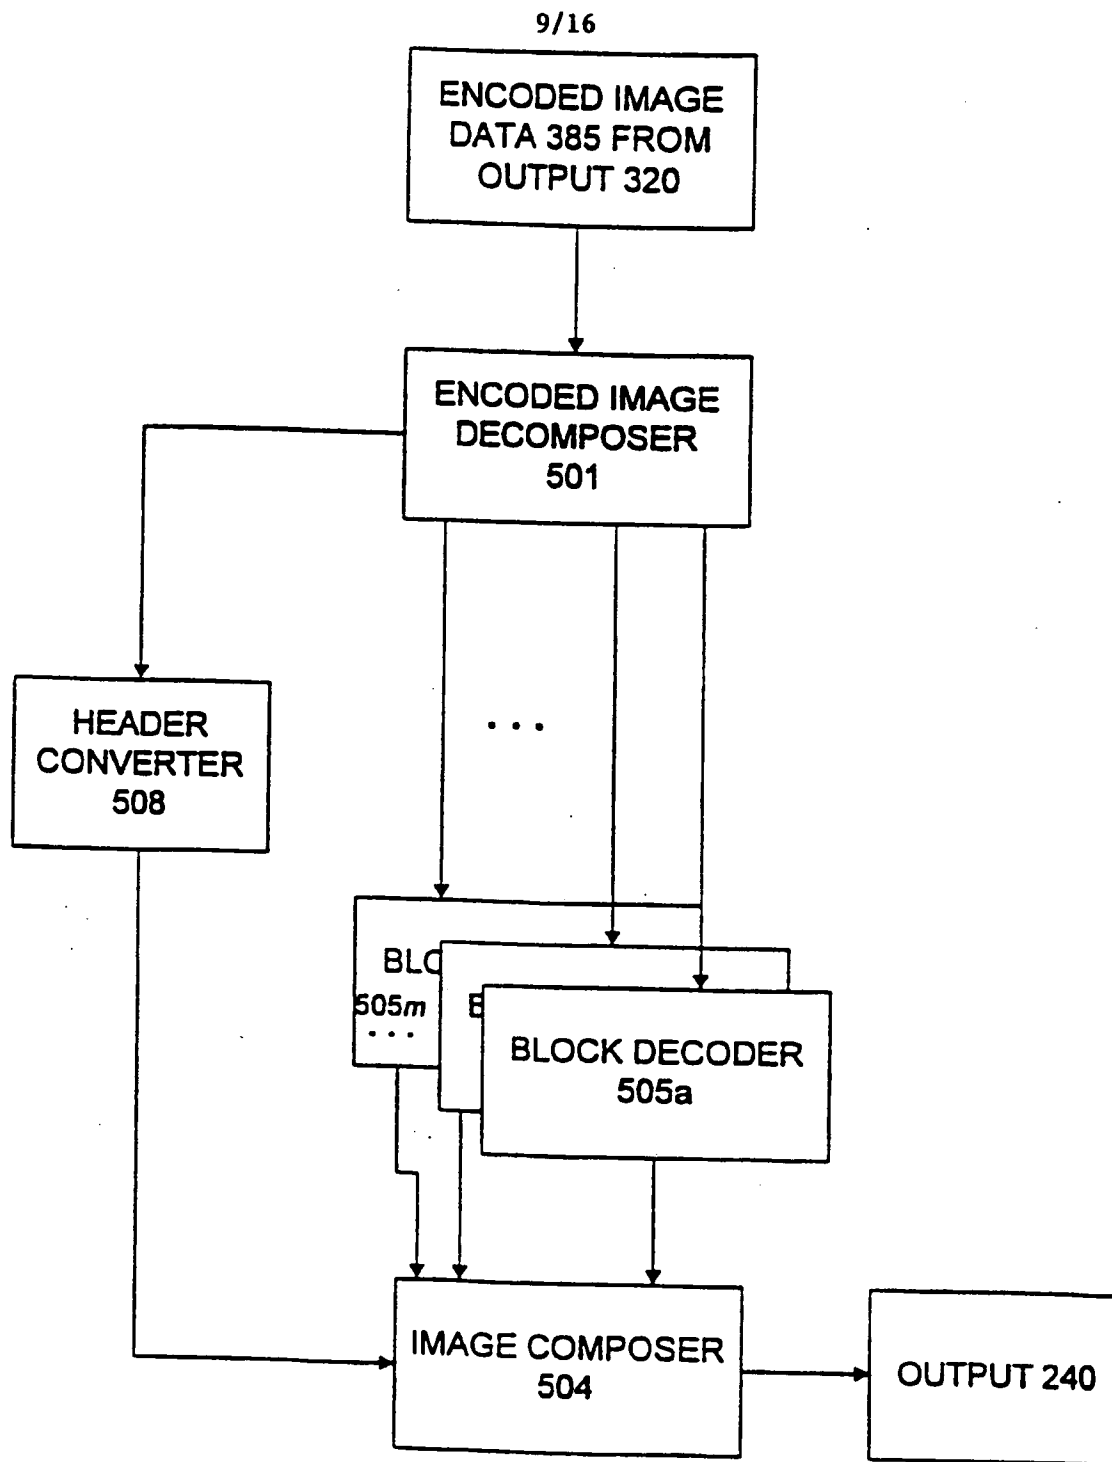 9/16
ENCODED IMAGE
DATA 385 FROM
OUTPUT 320
ENCODED IMAGE
DECOMPOSER
501
HEADER
CONVERTER
508
...
BLO
505m
...
B
BLOCK DECODER
505a
IMAGE COMPOSER
504
OUTPUT 240